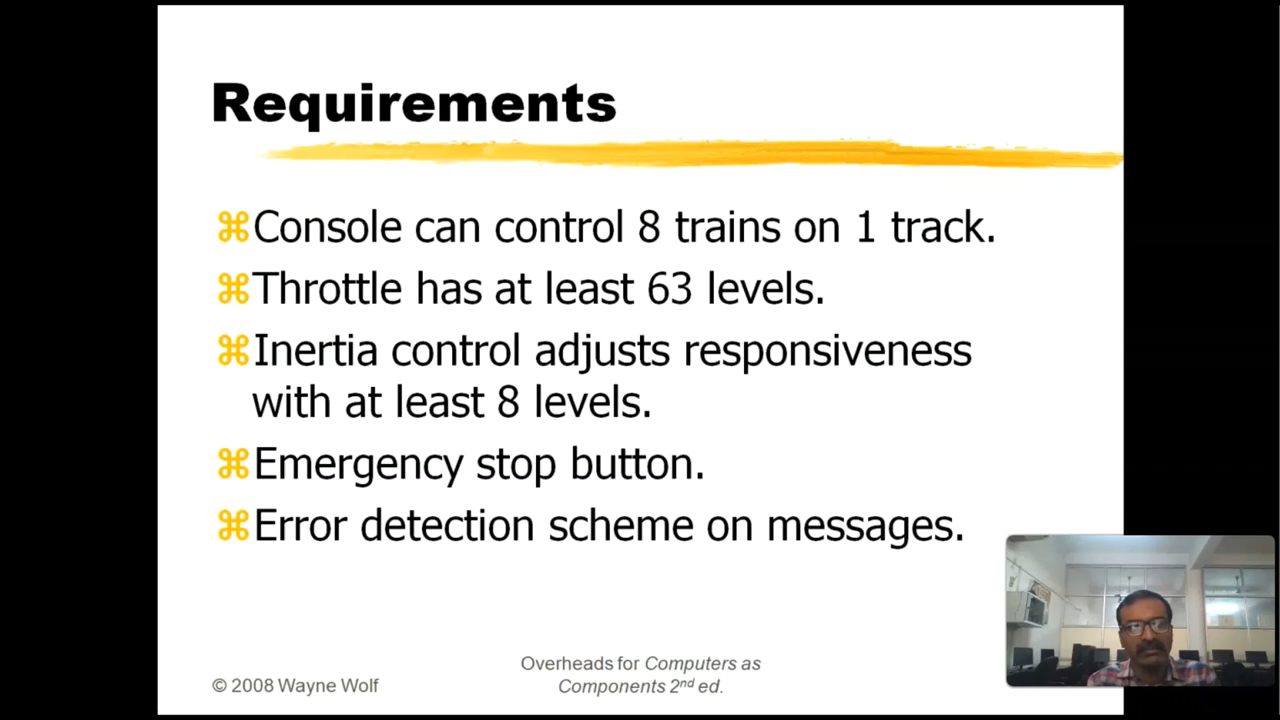 Requirements
⌘Console can control 8 trains on 1 track.
⌘Throttle has at least 63 levels.
⌘Inertia control adjusts responsiveness
with at least 8 levels.
⌘Emergency stop button.
⌘Error detection scheme on messages.
© 2008 Wayne Wolf
Overheads for Computers as
Components 2nd ed.